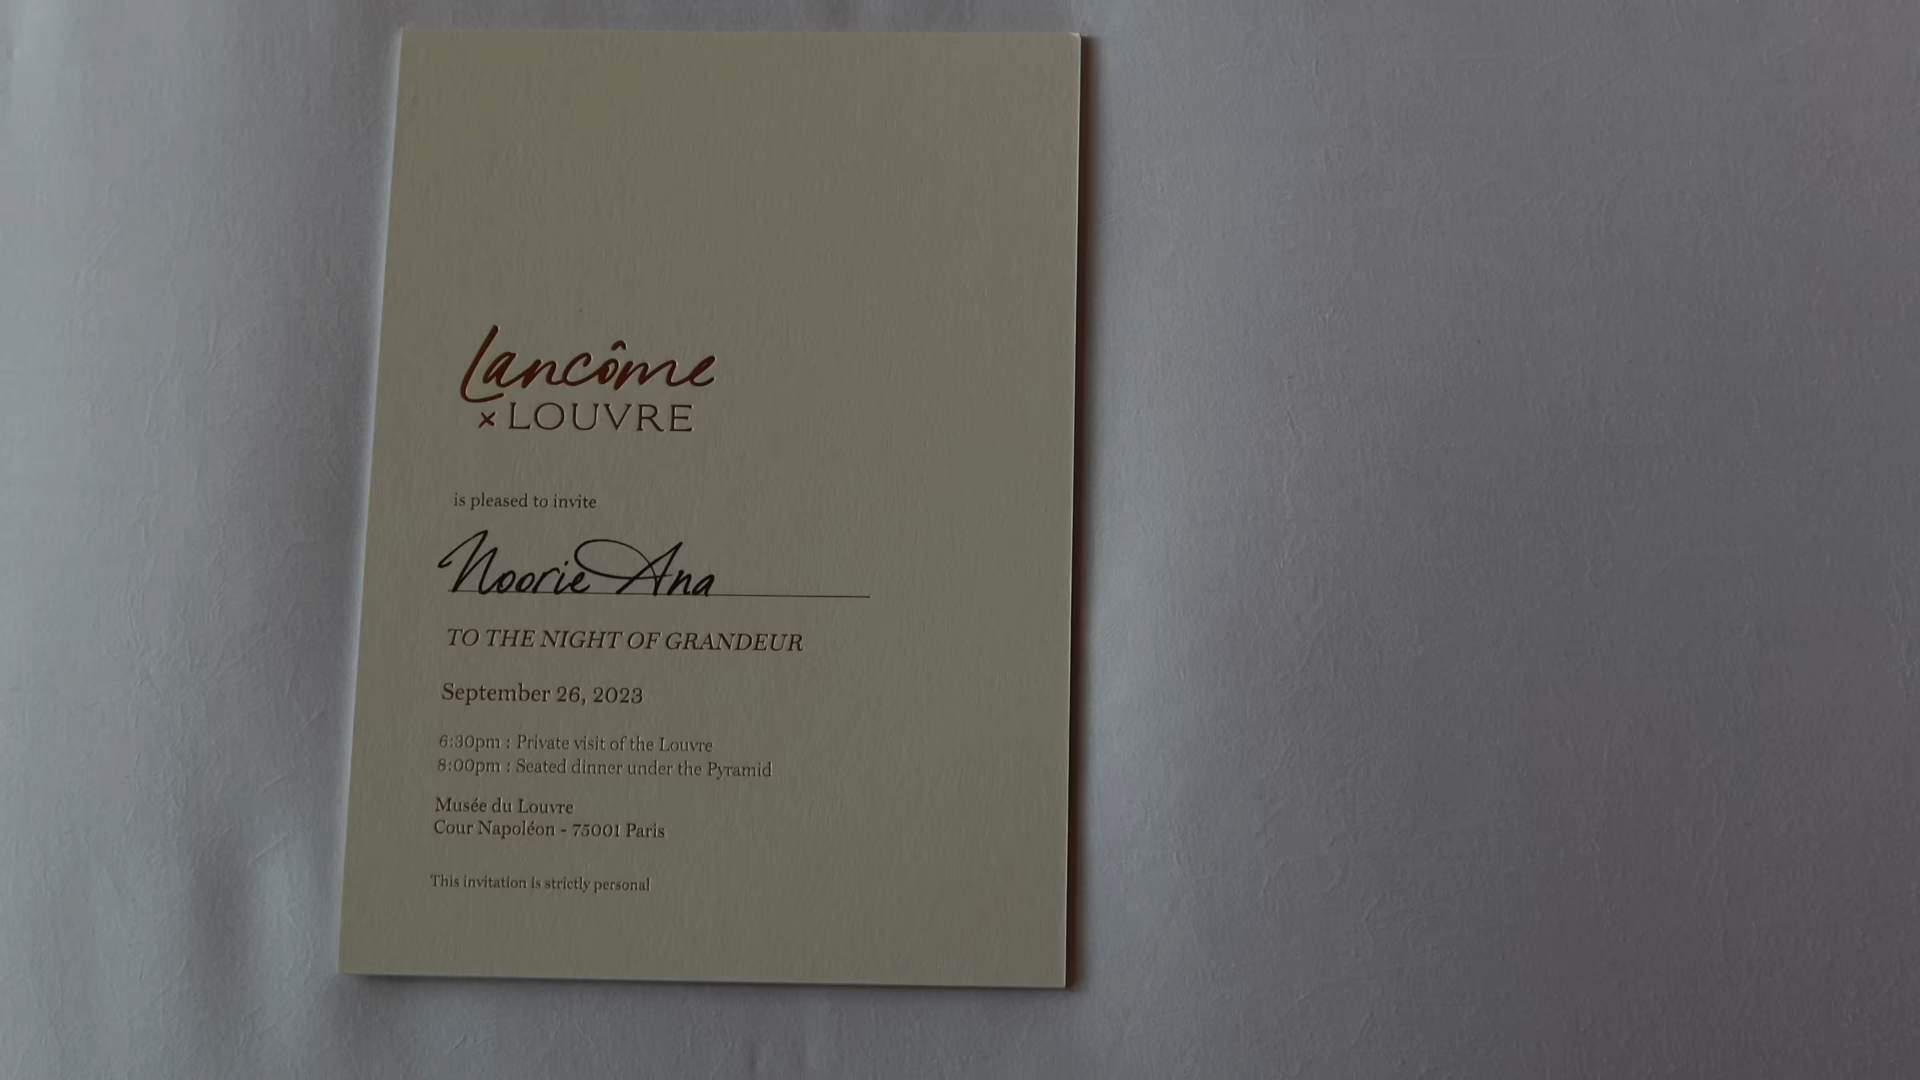 Lancôme
× LOUVRE
is pleased to invite
Noorie Ana
TO THE NIGHT OF GRANDEUR
September 26, 2023
6:30pm : Private visit of the Louvre
8:00pm : Seated dinner under the Pyramid
Musée du Louvre
Cour Napoléon - 75001 Paris
This invitation is strictly personal